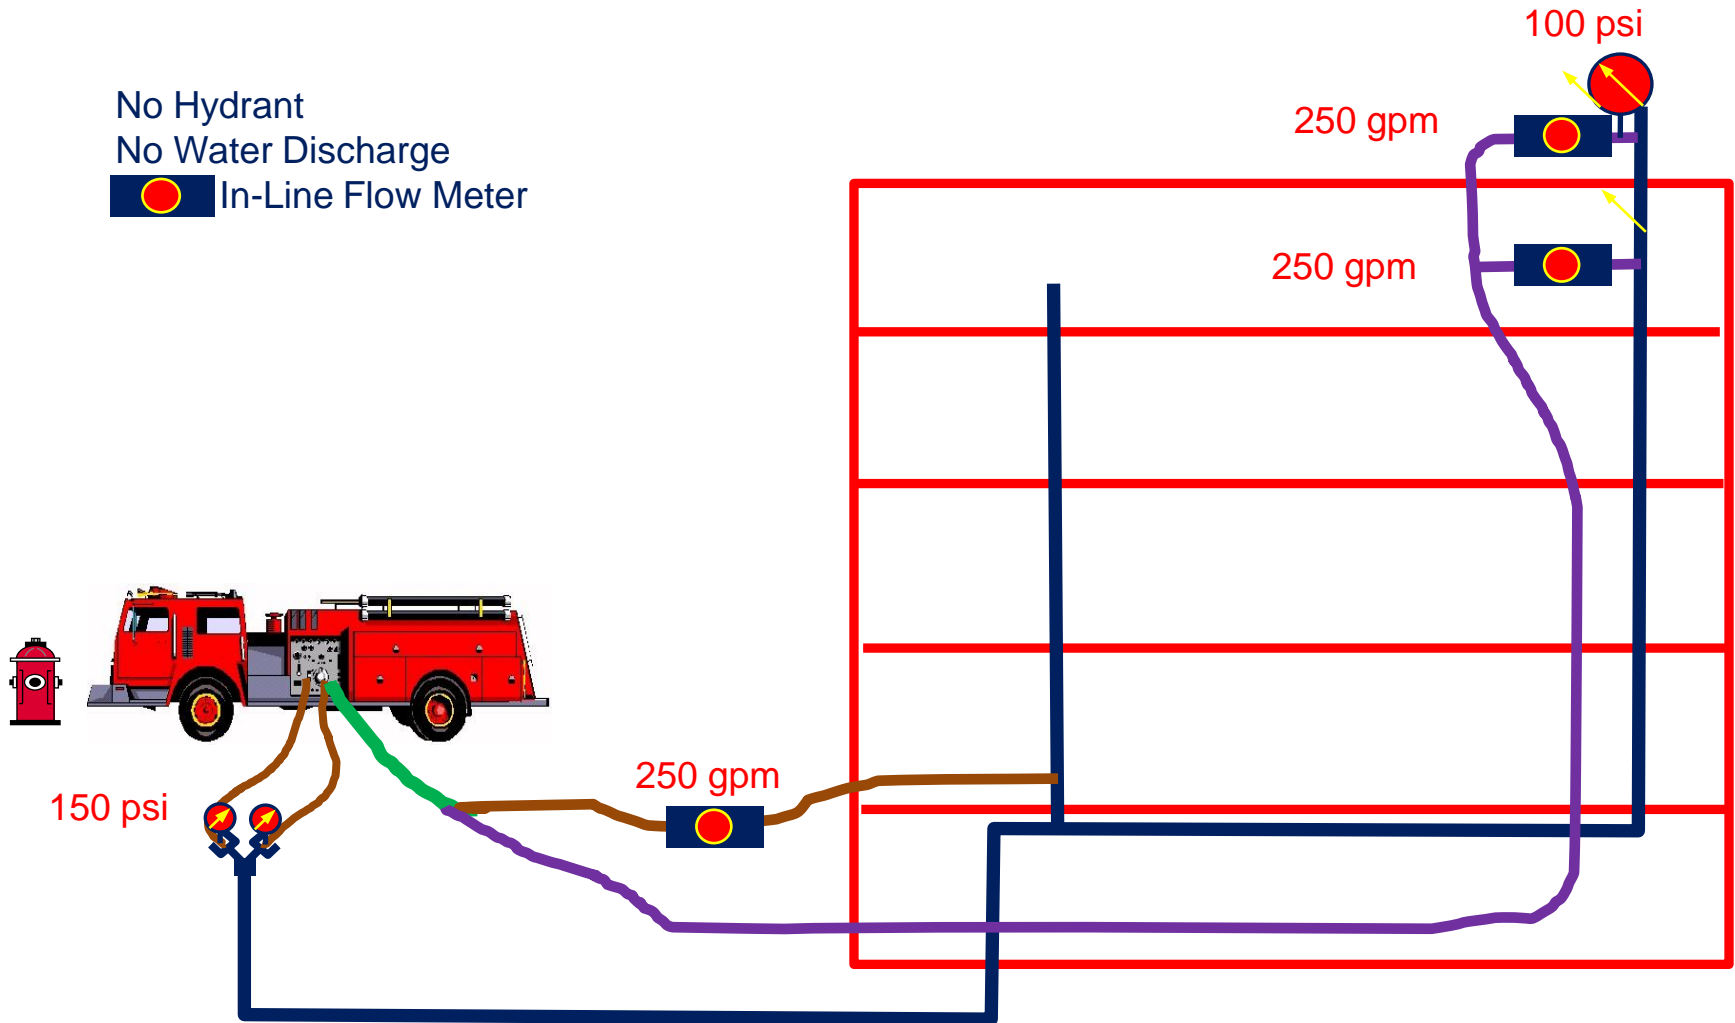 100 psi
No Hydrant
No Water Discharge
In-Line Flow Meter
250 gpm
250 gpm
250 gpm
150 psi